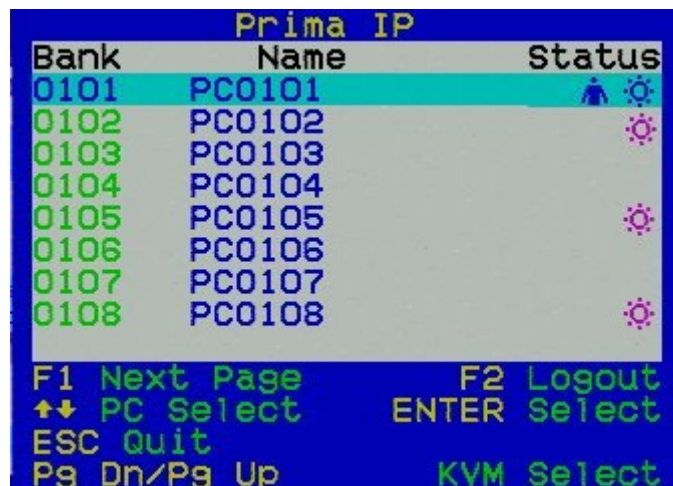 Prima IP
Bank Name Status
0101 PC0101
0102 PC0102
0103 PC0103
0104 PC0104
0105 PC0105
0106 PC0106
0107 PC0107
0108 PC0108
F1 Next Page F2 Logout
PC Select ENTER Select
ESC Quit
Pg Dn/Pg Up KVM Select